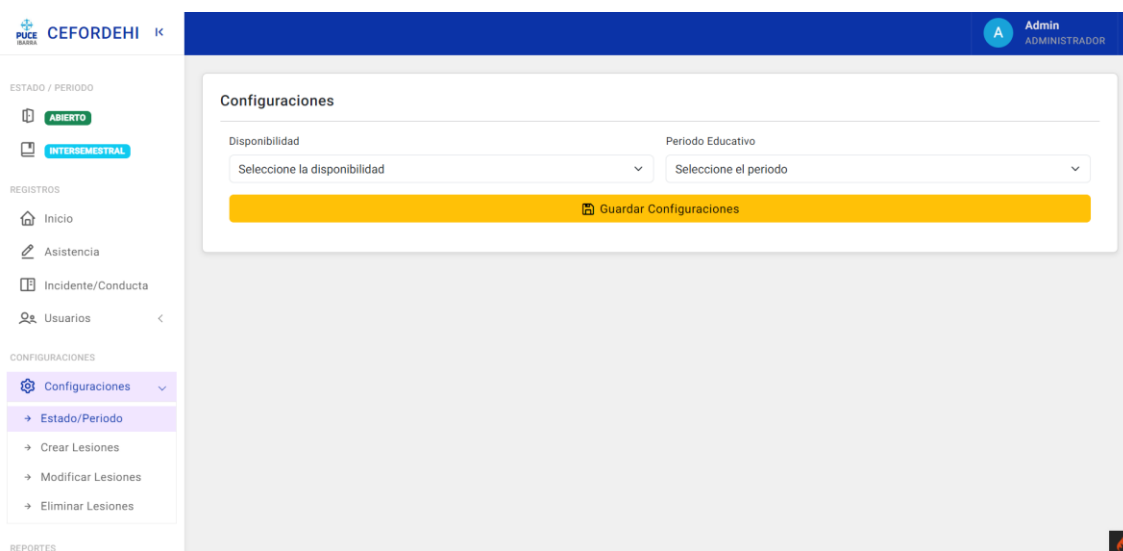 PUCE
IBARRA
CEFORDEHI
Admin
ADMINISTRADOR
A
ESTADO / PERIODO
ABIERTO
INTERSEMESTRAL
REGISTROS
Inicio
Asistencia
Incidente/Conducta
Usuarios
CONFIGURACIONES
Configuraciones
Estado/Periodo
Crear Lesiones
Modificar Lesiones
Eliminar Lesiones
REPORTES
Configuraciones
Disponibilidad
Periodo Educativo
Seleccione la disponibilidad
Seleccione el periodo
Guardar Configuraciones